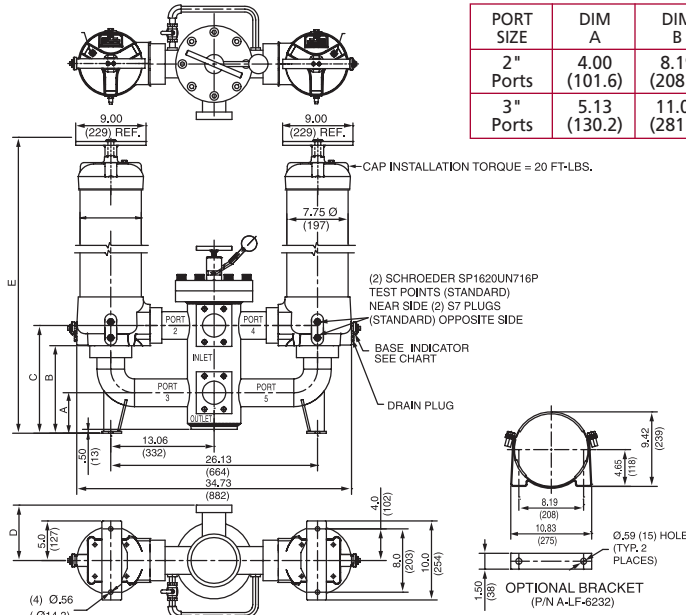 PORT SIZE
DIM A
2" Ports
4.00 (101.6)
3" Ports
5.13 (130.2)
9.00
(229) REF.
9.00
(229) REF.
CAP INSTALLATION TORQUE = 20 FT-LBS.
7.75 Ø
(197)
E
(2) SCHROEDER SP1620UN716P
TEST POINTS (STANDARD)
NEAR SIDE (2) S7 PLUGS
(STANDARD) OPPOSITE SIDE
PORT
2
PORT
4
BASE INDICATOR
SEE CHART
INLET
C
B
A
PORT
3
PORT
5
DRAIN PLUG
OUTLET
.50
(13)
13.06
(332)
26.13
(664)
34.73
(882)
4.0
(102)
D
5.0
(127)
8.0
(203)
10.0
(254)
(4) Ø.56
9.42
(239)
4.65
(118)
8.19
(208)
10.83
(275)
Ø.59 (15) HOLE
(TYP. 2
PLACES)
1.50
(38)
OPTIONAL BRACKET
(P/N A-LF-6232)